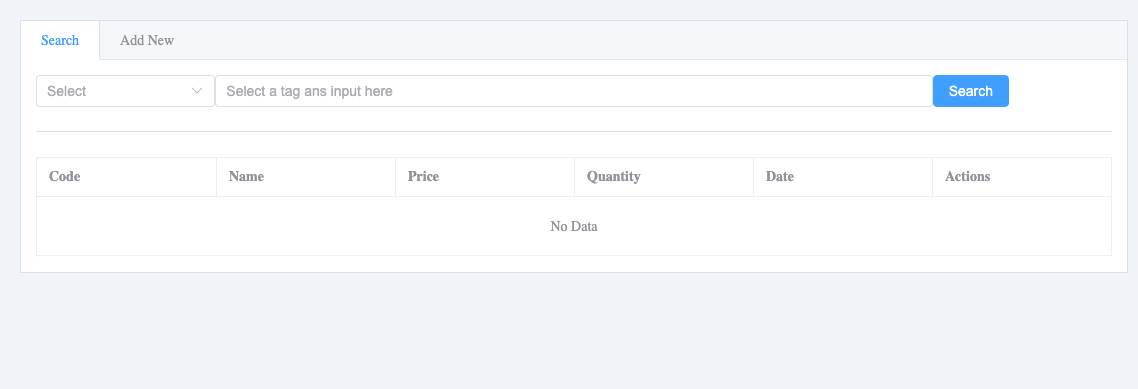 Search Add New
Select Select a tag ans input here Search
Code Name Price Quantity Date Actions
No Data